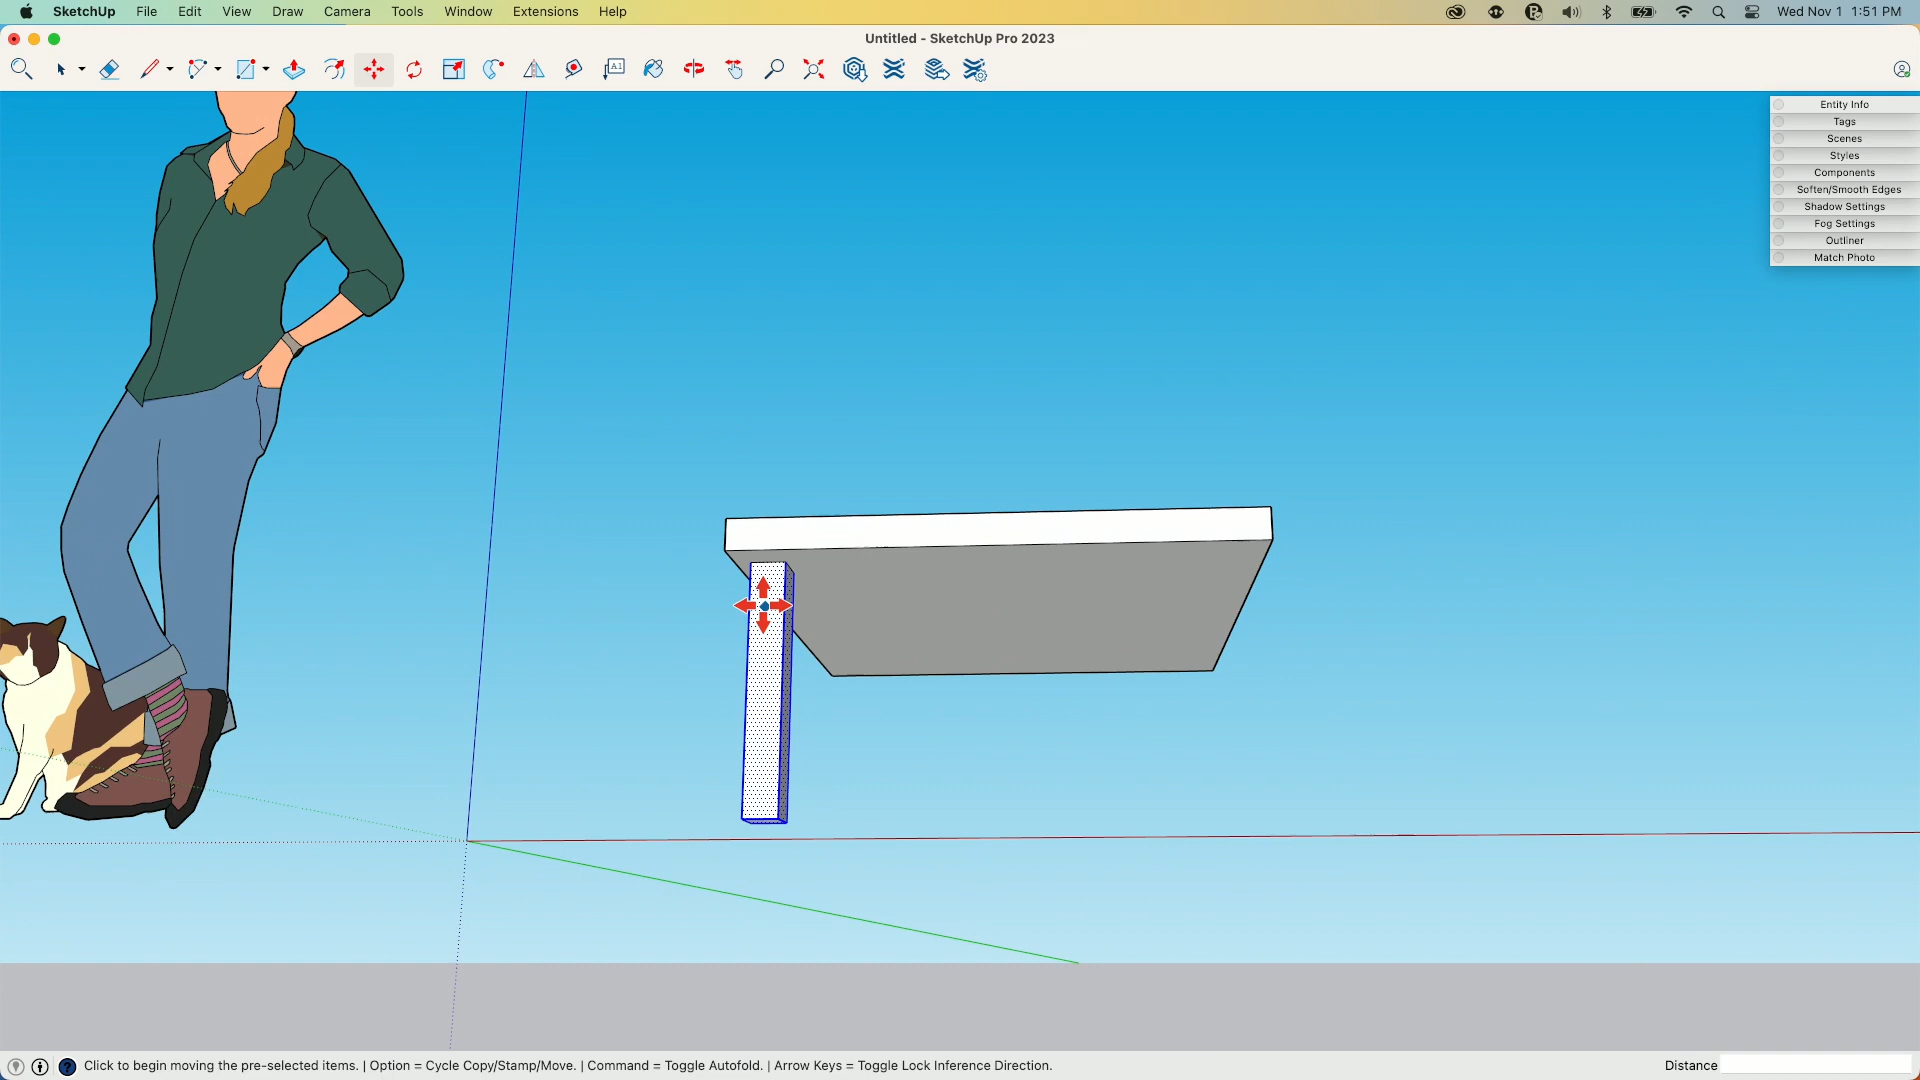 SketchUp File Edit View Draw Camera Tools Window Extensions Help Wed Nov 1 1:51 PM
Untitled - SketchUp Pro 2023
A1
Entity Info
Tags
Scenes
Styles
Components
Soften/Smooth Edges
Shadow Settings
Fog Settings
Outliner
Match Photo
Click to begin moving the pre-selected items. | Option = Cycle Copy/Stamp/Move. | Command = Toggle Autofold. | Arrow Keys = Toggle Lock Inference Direction. Distance